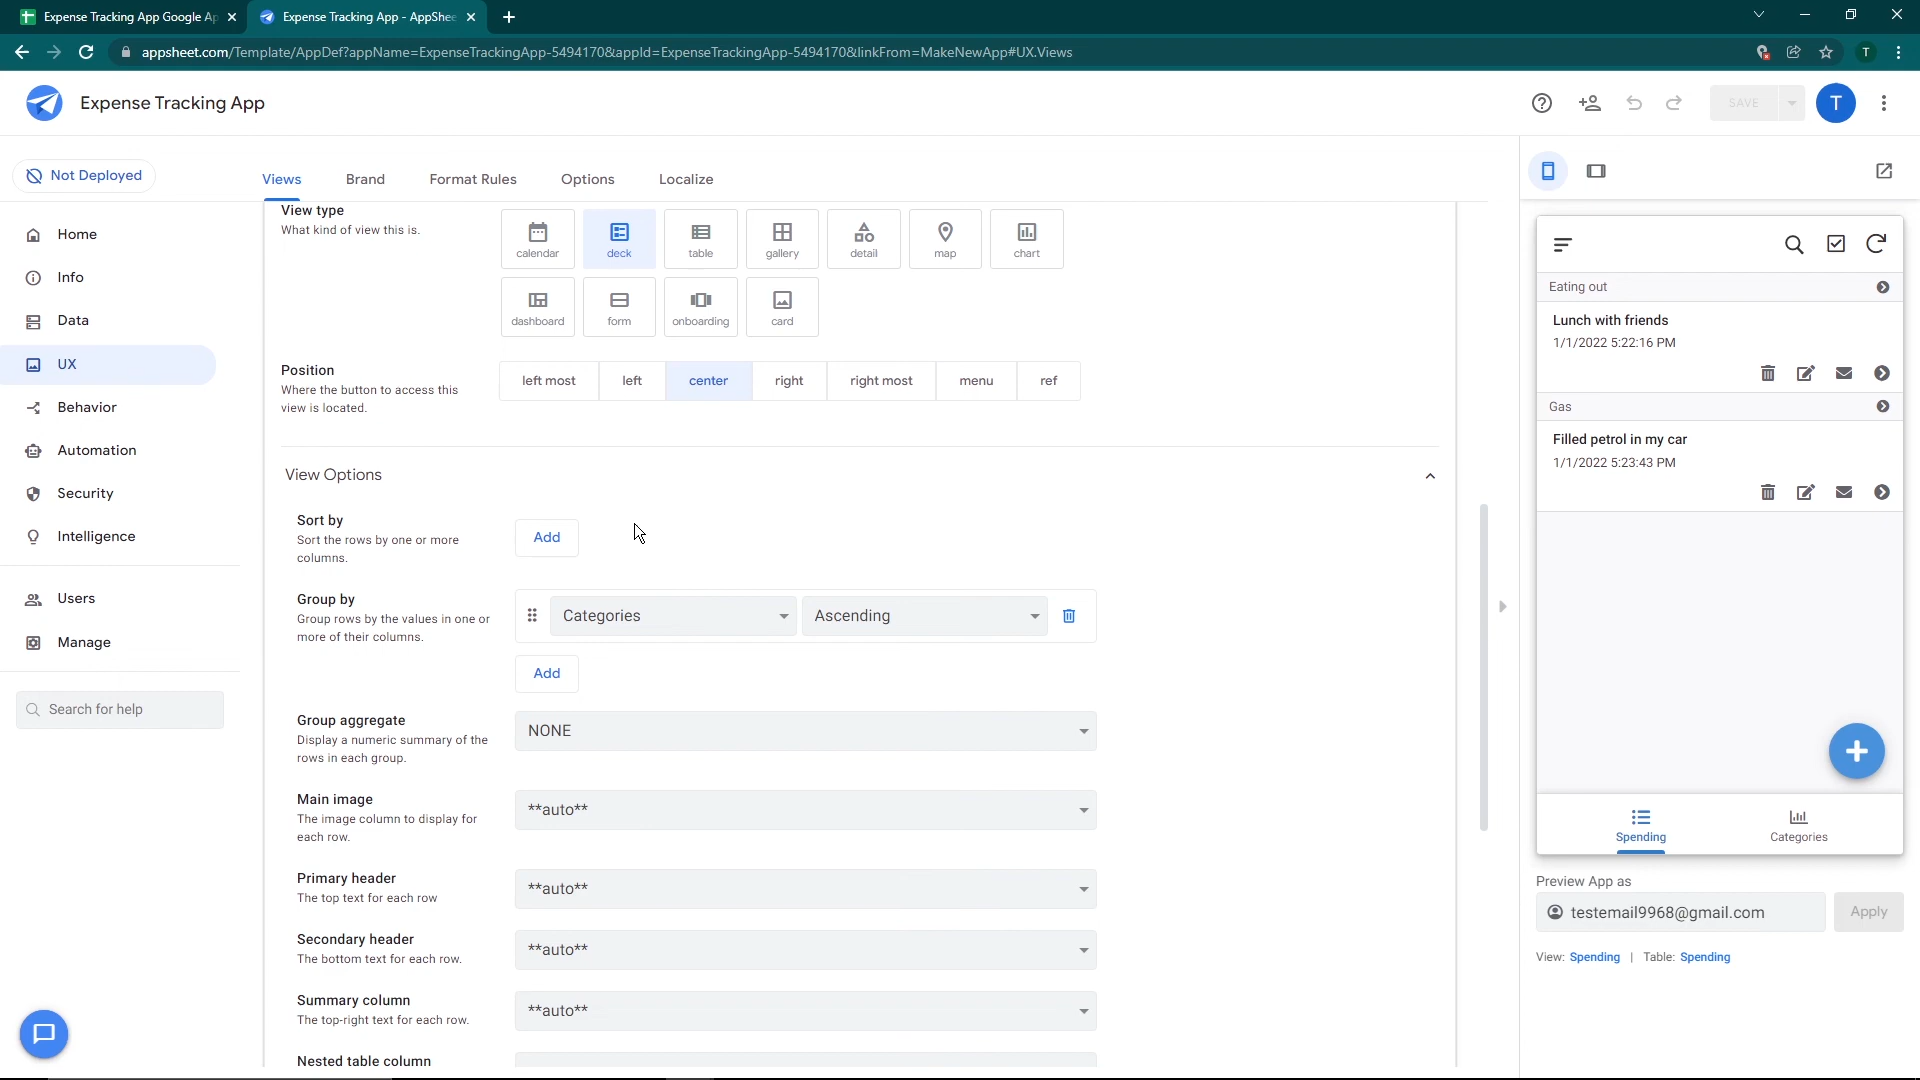 Expense Tracking App Google Ap
Expense Tracking App - AppShee
appsheet.com/Template/AppDef?appName=ExpenseTrackingApp-5494170&appId=ExpenseTrackingApp-5494170&linkFrom=MakeNewApp#UX.Views
T
Expense Tracking App
SAVE
T
Not Deployed
Views
Brand
Format Rules
Options
Localize
Home
Info
Data
UX
Behavior
Automation
Security
Intelligence
Users
Manage
Search for help
View type
What kind of view this is.
calendar
deck
table
gallery
detail
map
chart
dashboard
form
onboarding
card
Position
Where the button to access this
view is located.
left most
left
center
right
right most
menu
ref
View Options
Sort by
Sort the rows by one or more
columns.
Add
Group by
Group rows by the values in one or
more of their columns.
Categories
Ascending
Add
Group aggregate
Display a numeric summary of the
rows in each group.
NONE
Main image
The image column to display for
each row.
**auto**
Primary header
The top text for each row
**auto**
Secondary header
The bottom text for each row.
**auto**
Summary column
The top-right text for each row.
**auto**
Nested table column
Eating out
Lunch with friends
1/1/2022 5:22:16 PM
Gas
Filled petrol in my car
1/1/2022 5:23:43 PM
Spending
Categories
Preview App as
testemail9968@gmail.com
Apply
View: Spending | Table: Spending